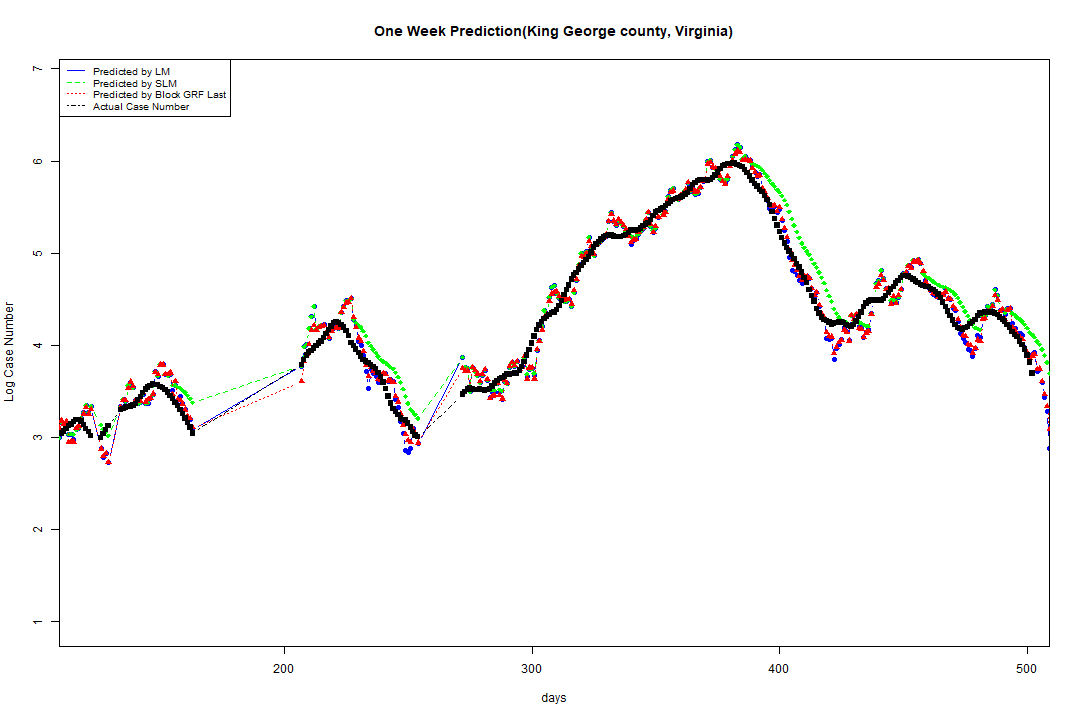 One Week Prediction(King George county, Virginia)
Predicted by LM
Predicted by SLM
Predicted by Block GRF Last
Actual Case Number
7
6
5
4
3
2
1
Log Case Number
200
300
400
500
days